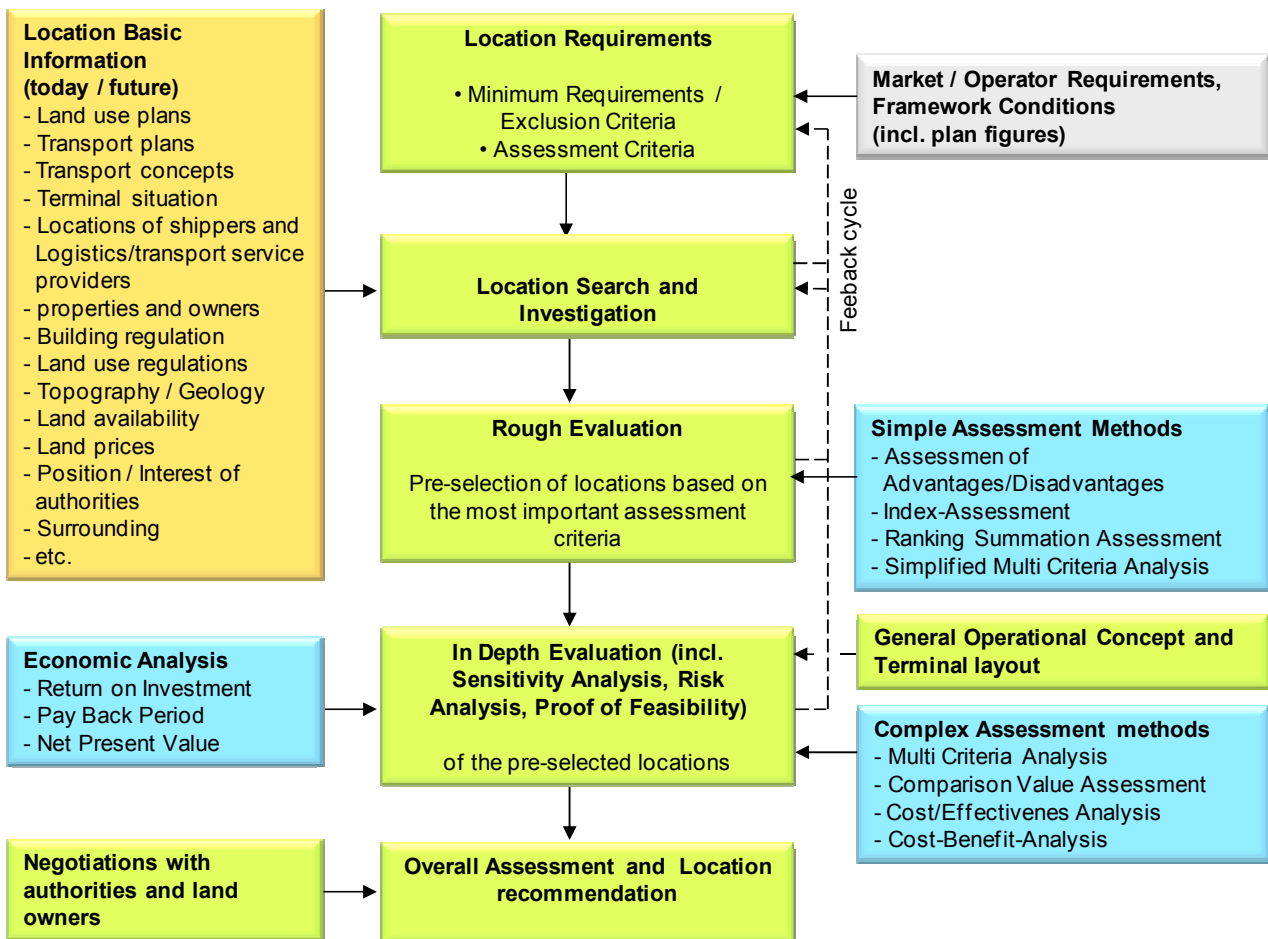 Location Basic
Information
(today / future)
- Land use plans
- Transport plans
- Transport concepts
- Terminal situation
- Locations of shippers and
Logistics/transport service
providers
- properties and owners
- Building regulation
- Land use regulations
- Topography / Geology
- Land availability
- Land prices
- Position / Interest of
authorities
- Surrounding
- etc.
Location Requirements
• Minimum Requirements /
Exclusion Criteria
• Assessment Criteria
Market / Operator Requirements,
Framework Conditions
(incl. plan figures)
Feeback cycle
Location Search and
Investigation
Rough Evaluation
Pre-selection of locations based on
the most important assessment
criteria
Simple Assessment Methods
- Assessmen of
Advantages/Disadvantages
- Index-Assessment
- Ranking Summation Assessment
- Simplified Multi Criteria Analysis
Economic Analysis
- Return on Investment
- Pay Back Period
- Net Present Value
In Depth Evaluation (incl.
Sensitivity Analysis, Risk
Analysis, Proof of Feasibility)
of the pre-selected locations
General Operational Concept and
Terminal layout
Complex Assessment methods
- Multi Criteria Analysis
- Comparison Value Assessment
- Cost/Effectivenes Analysis
- Cost-Benefit-Analysis
Negotiations with
authorities and land
owners
Overall Assessment and Location
recommendation